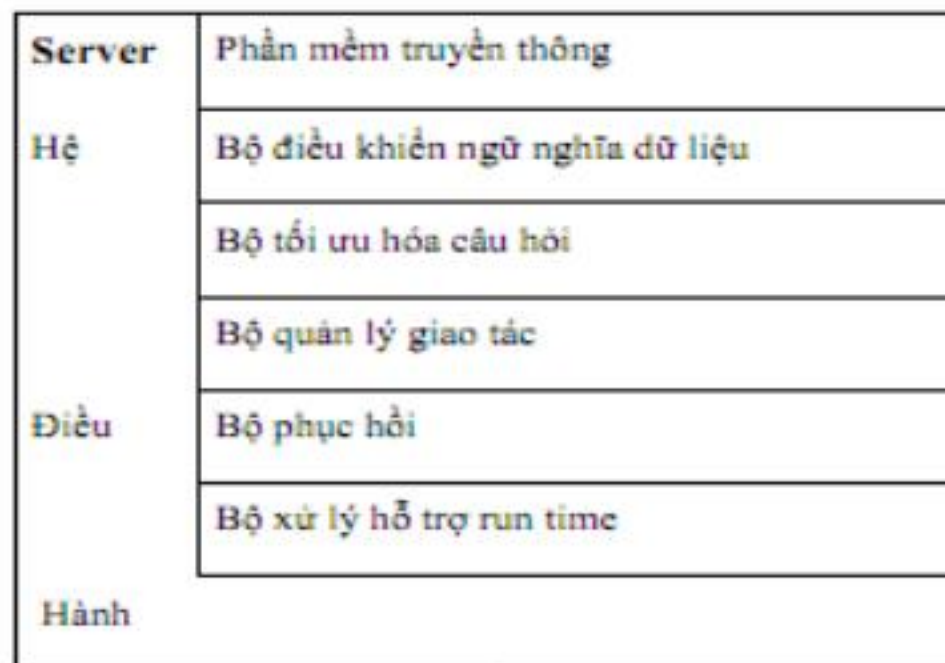 Server Phần mềm truyền thông
Hệ Bộ điều khiển ngữ nghĩa dữ liệu
Bộ tối ưu hóa câu hỏi
Bộ quản lý giao tác
Điều Bộ phục hồi
Bộ xử lý hỗ trợ run time
Hành